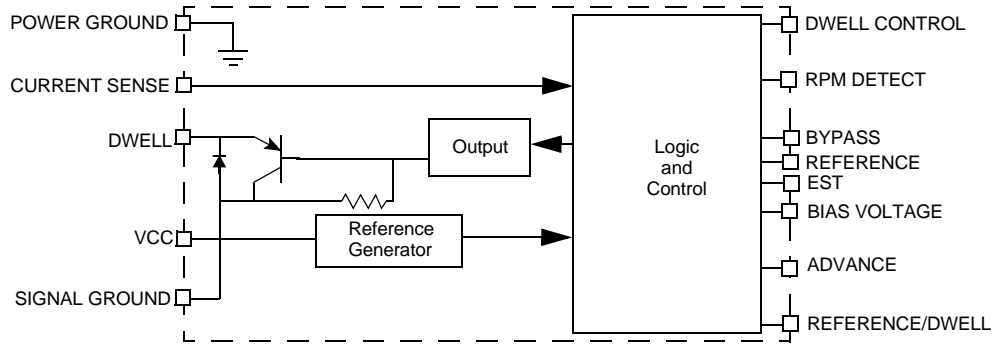 POWER GROUND
DWELL CONTROL
CURRENT SENSE
RPM DETECT
DWELL
Output
Logic
and
Control
BYPASS
REFERENCE
EST
BIAS VOLTAGE
VCC
Reference
Generator
ADVANCE
SIGNAL GROUND
REFERENCE/DWELL